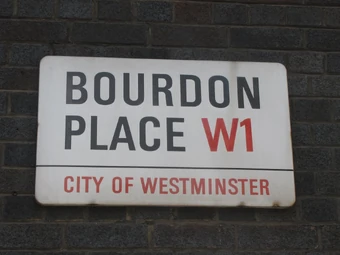 BOURDON
PLACE W1
CITY OF WESTMINSTER